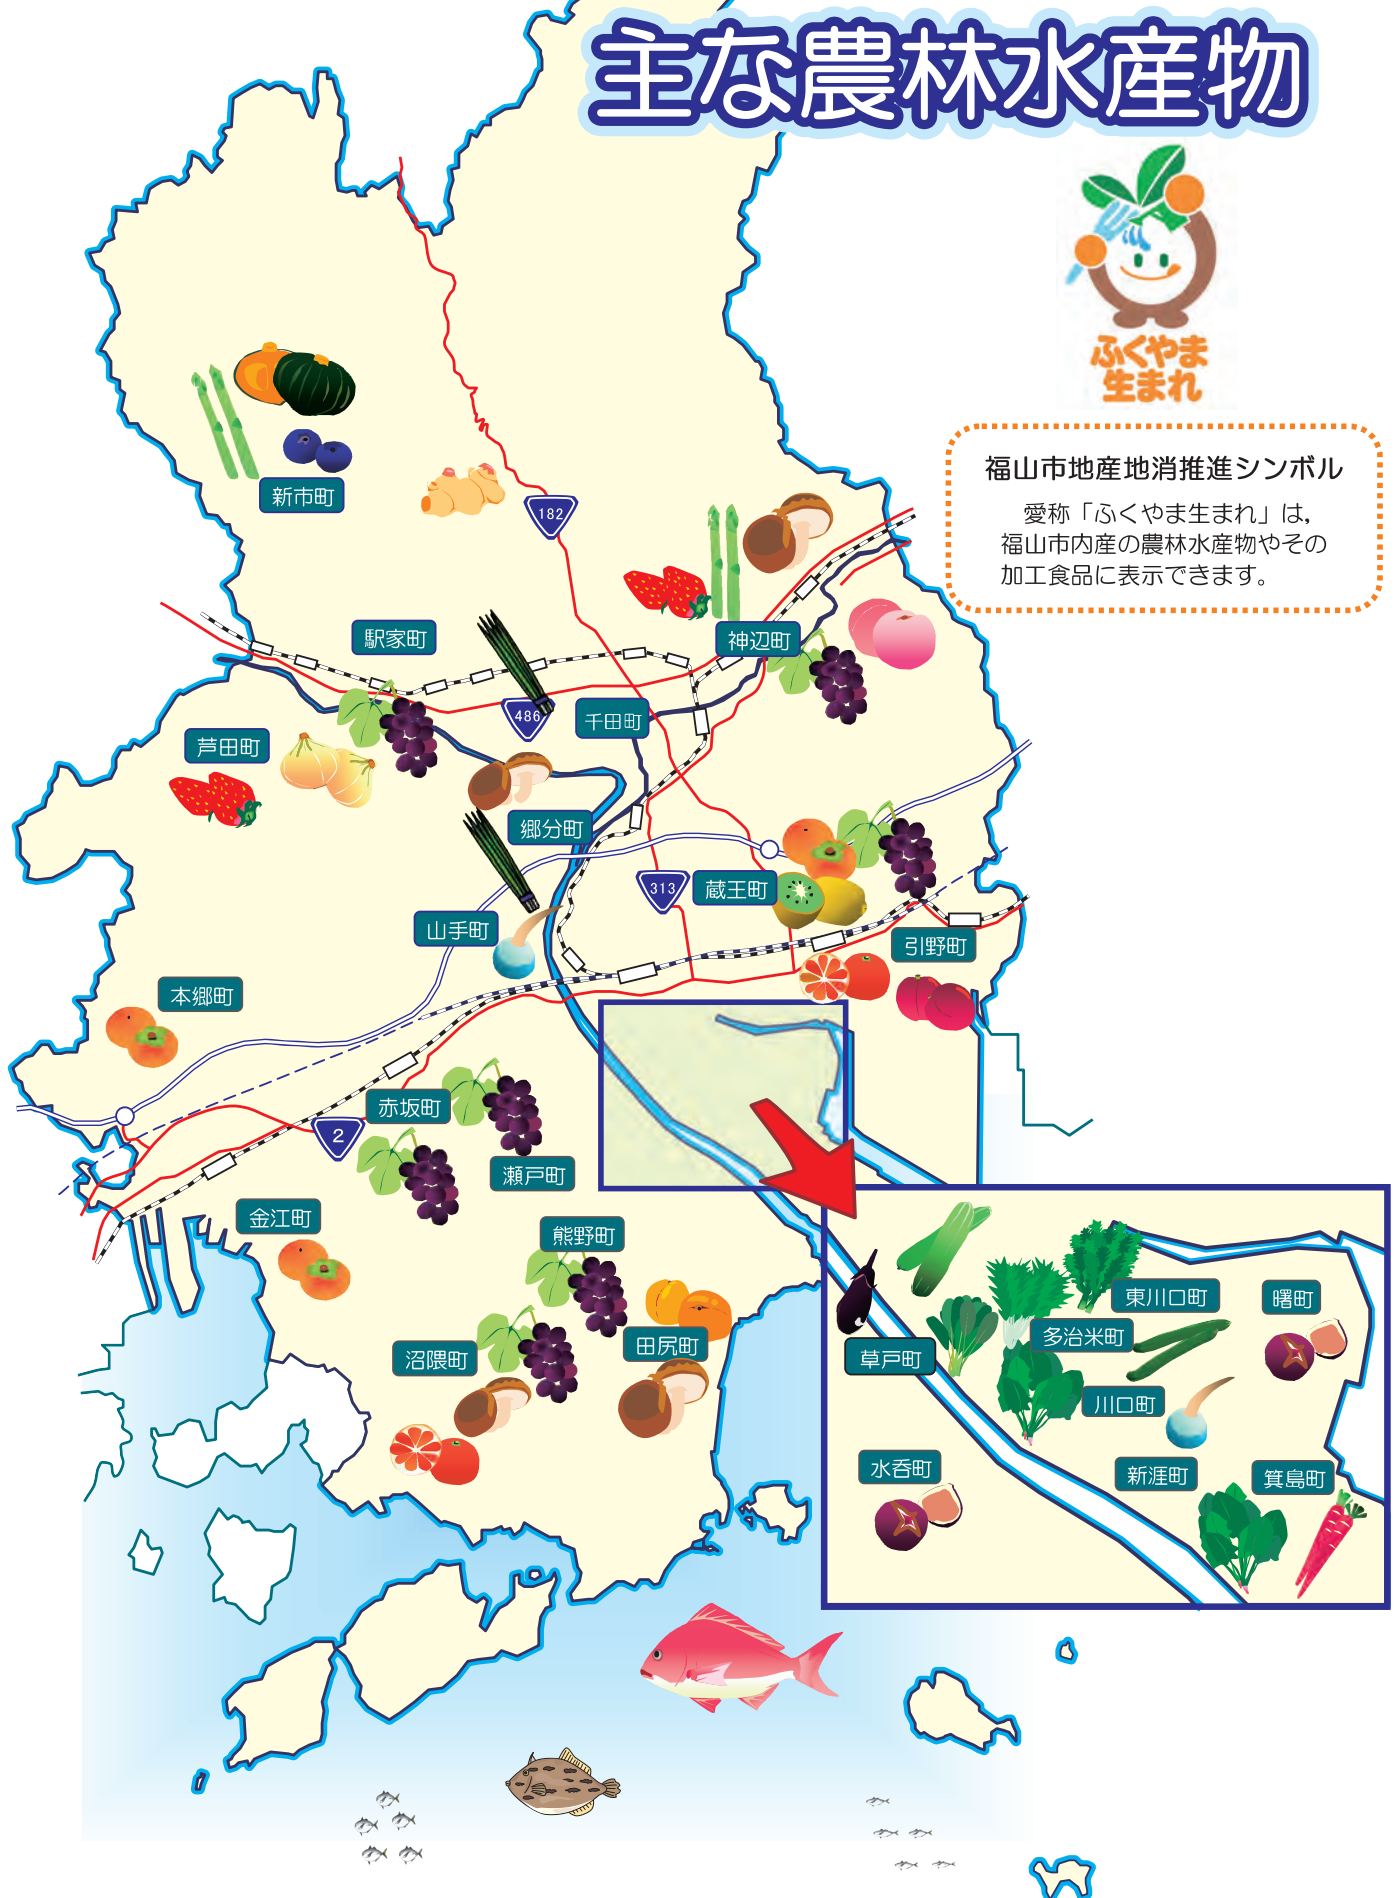 主な農林水産物
ふくやま
生まれ
福山市地産地消推進シンボル
愛称「ふくやま生まれ」は,
福山市内産の農林水産物やその
加工食品に表示できます。
新市町
182
駅家町
神辺町
486
千田町
芦田町
郷分町
313
蔵王町
山手町
引野町
本郷町
赤坂町
2
瀬戸町
金江町
熊野町
田尻町
沼隈町
東川口町
曙町
多治米町
草戸町
川口町
水呑町
新涯町
箕島町